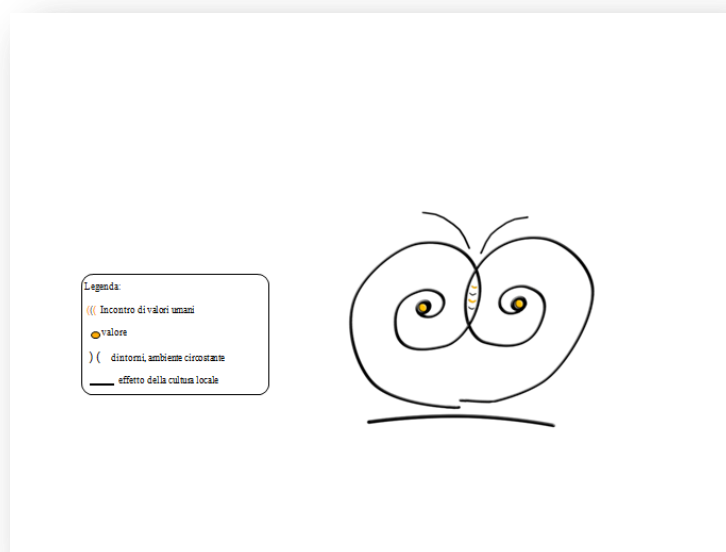 Legenda:
((( Incontro di valori umani
valore
) ( dintorni, ambiente circostante
effetto della cultura locale